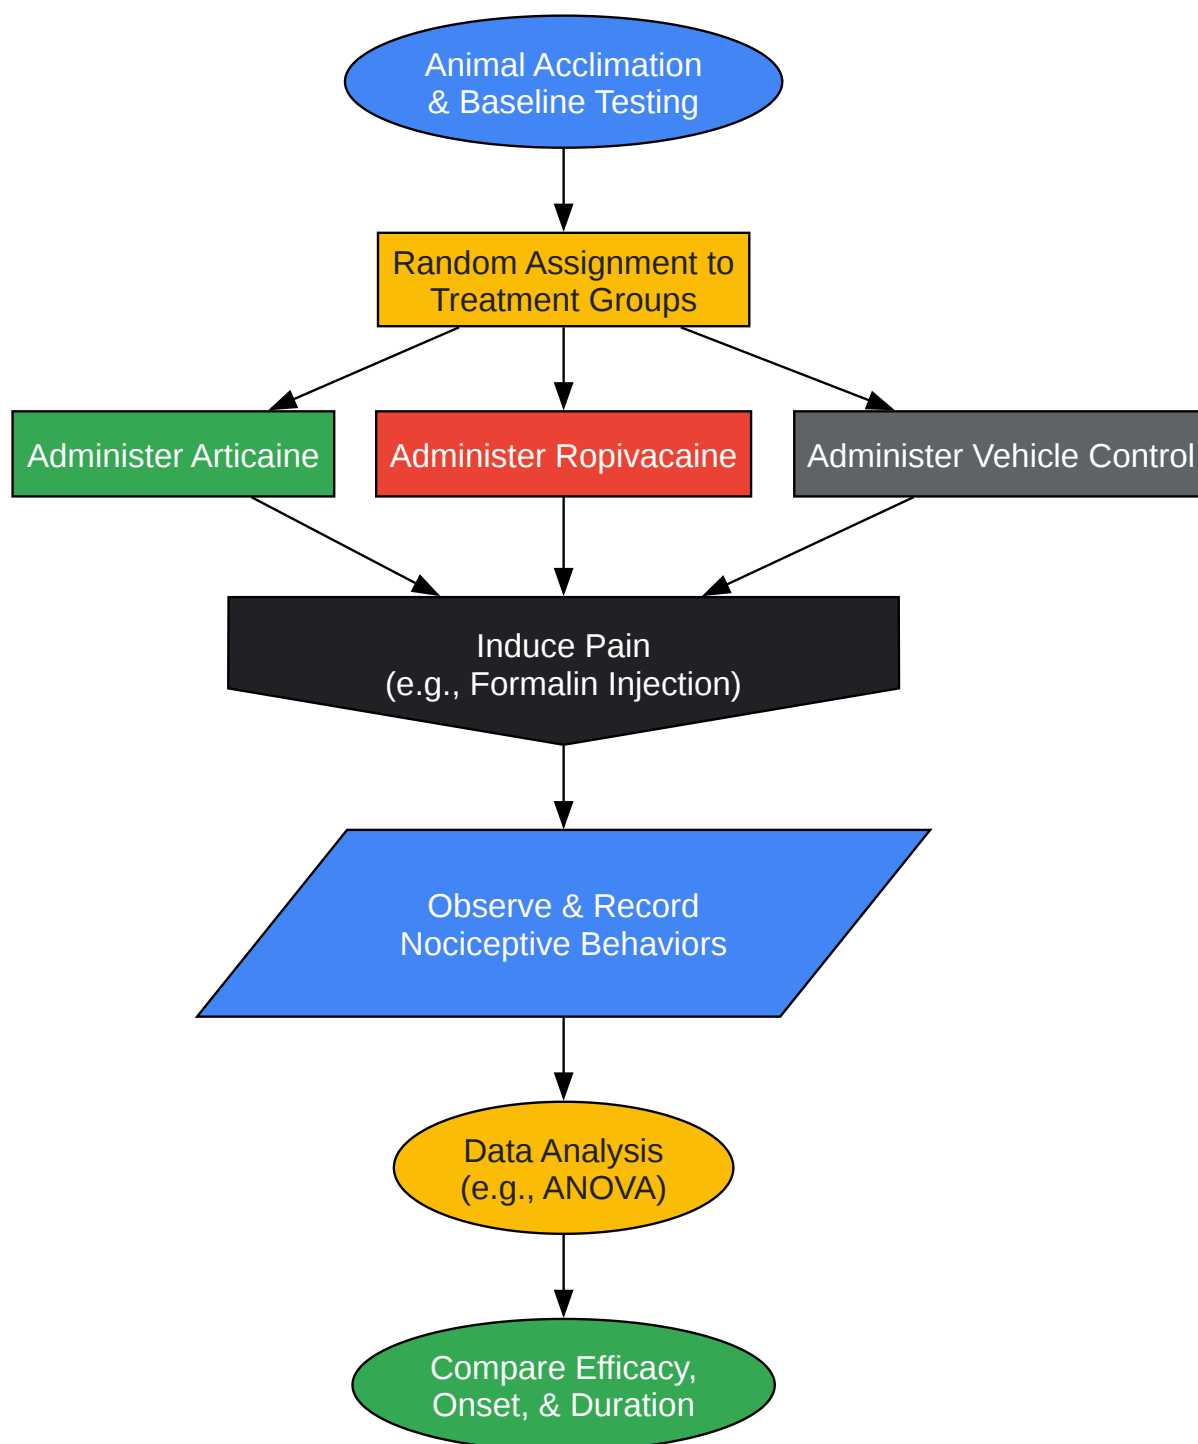 Animal Acclimation
& Baseline Testing
Random Assignment to
Treatment Groups
Administer Articaine
Administer Ropivacaine
Administer Vehicle Control
Induce Pain
(e.g., Formalin Injection)
Observe & Record
Nociceptive Behaviors
Data Analysis
(e.g., ANOVA)
Compare Efficacy,
Onset, & Duration